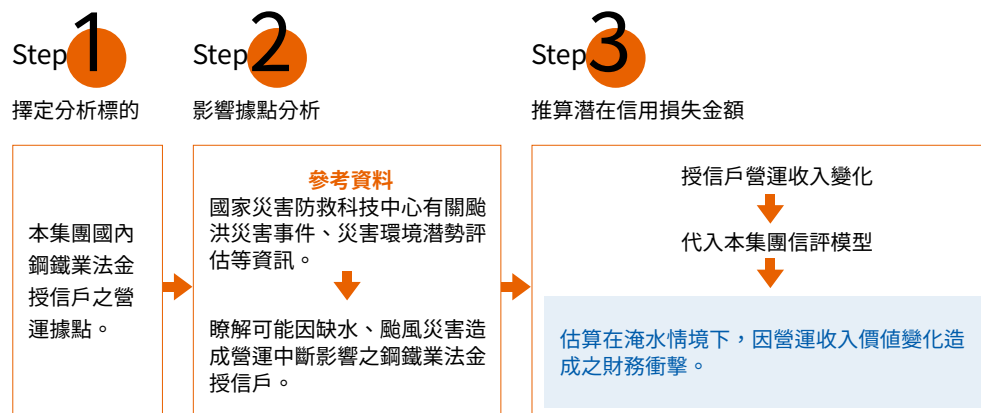 Step1
擇定分析標的
本集團國內
鋼鐵業法金
授信戶之營
運據點。
Step2
影響據點分析
參考資料
國家災害防救科技中心有關颱
洪災害事件、災害環境潛勢評
估等資訊。
瞭解可能因缺水、颱風災害造
成營運中斷影響之鋼鐵業法金
授信戶。
Step3
推算潛在信用損失金額
授信戶營運收入變化
代入本集團信評模型
估算在淹水情境下，因營運收入價值變化造
成之財務衝擊。